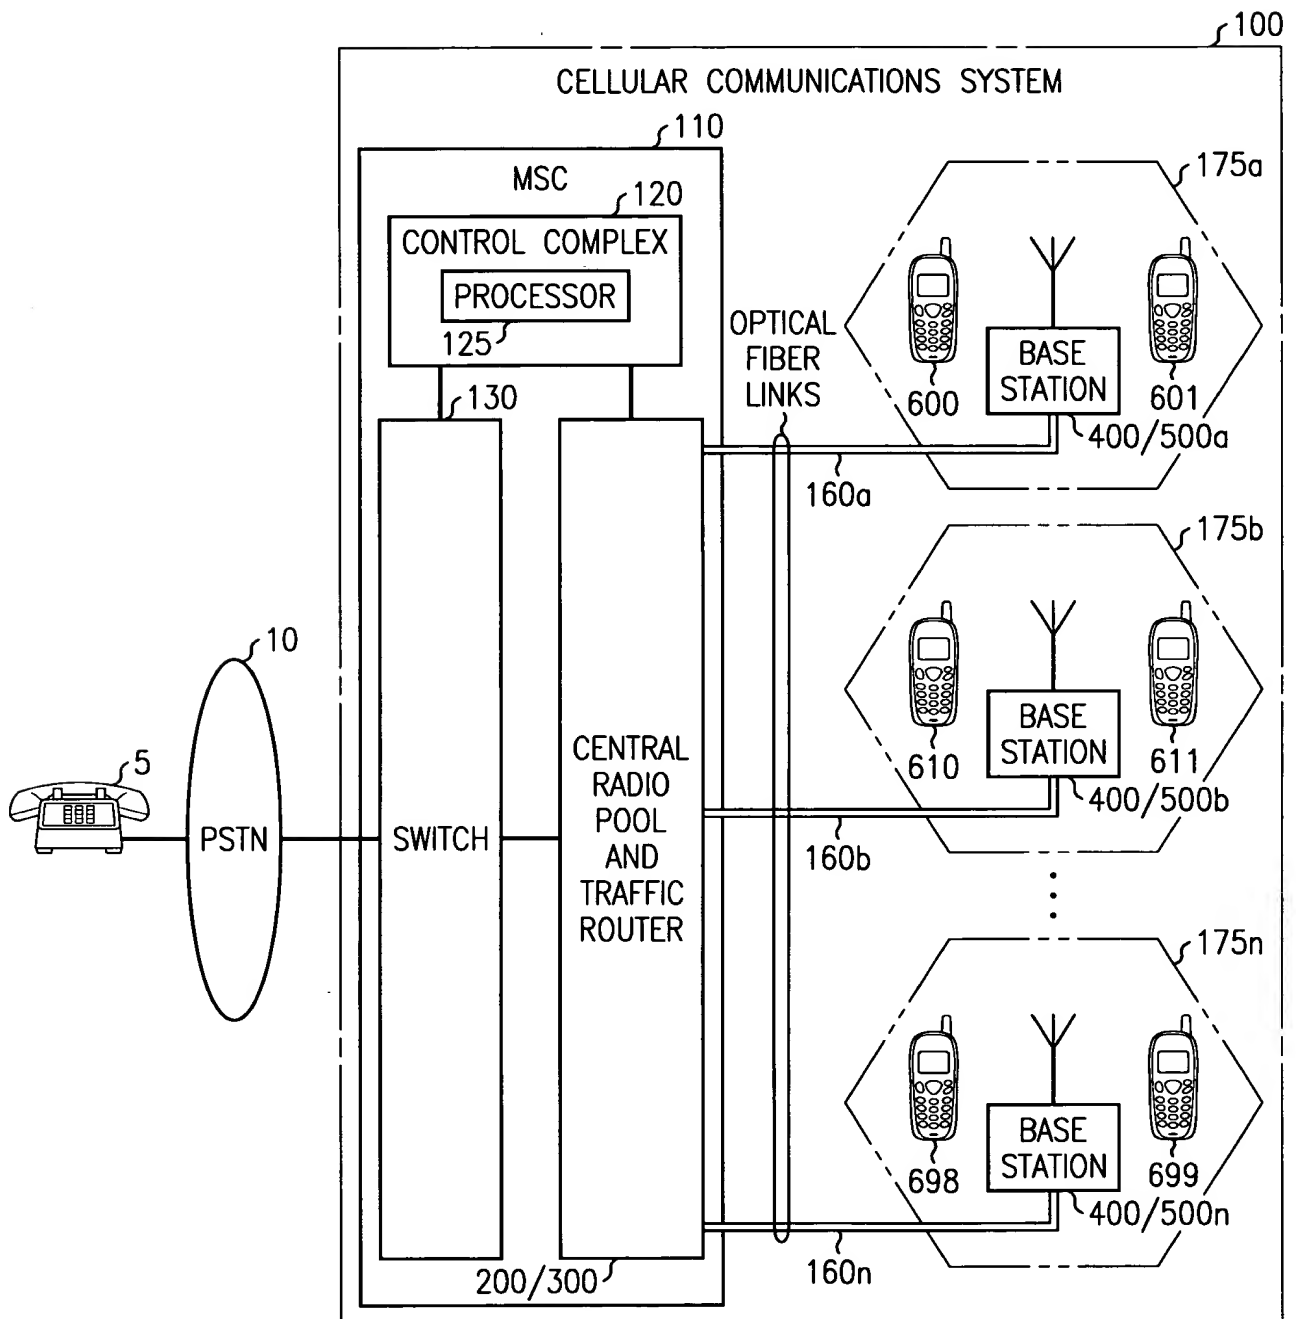 100
CELLULAR COMMUNICATIONS SYSTEM
110
MSC
120
CONTROL COMPLEX
PROCESSOR
125
130
SWITCH
CENTRAL
RADIO
POOL
AND
TRAFFIC
ROUTER
200/300
OPTICAL
FIBER
LINKS
175a
600
BASE
STATION
601
400/500a
160a
175b
610
BASE
STATION
611
400/500b
160b
175n
698
BASE
STATION
699
400/500n
160n
10
5
PSTN